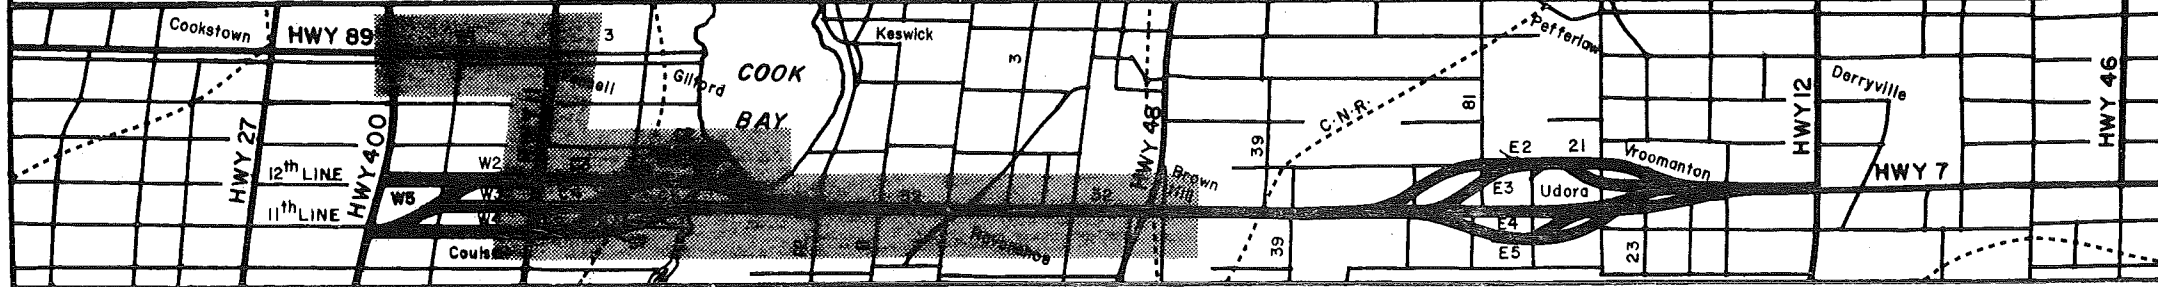 Cookstown
HWY 89
3
Gilford
COOK
BAY
Keswick
3
HWY 48
C·N·R·
39
81
Pefferlaw
HWY 12
Derryville
HWY 46
HWY 27
HWY 400
12th LINE
11th LINE
W2
W3
W4
W5
32
32
Brown
Hill
Ravenshoe
39
E2
21
Vroomanton
E3
Udora
E4
E5
23
HWY 7